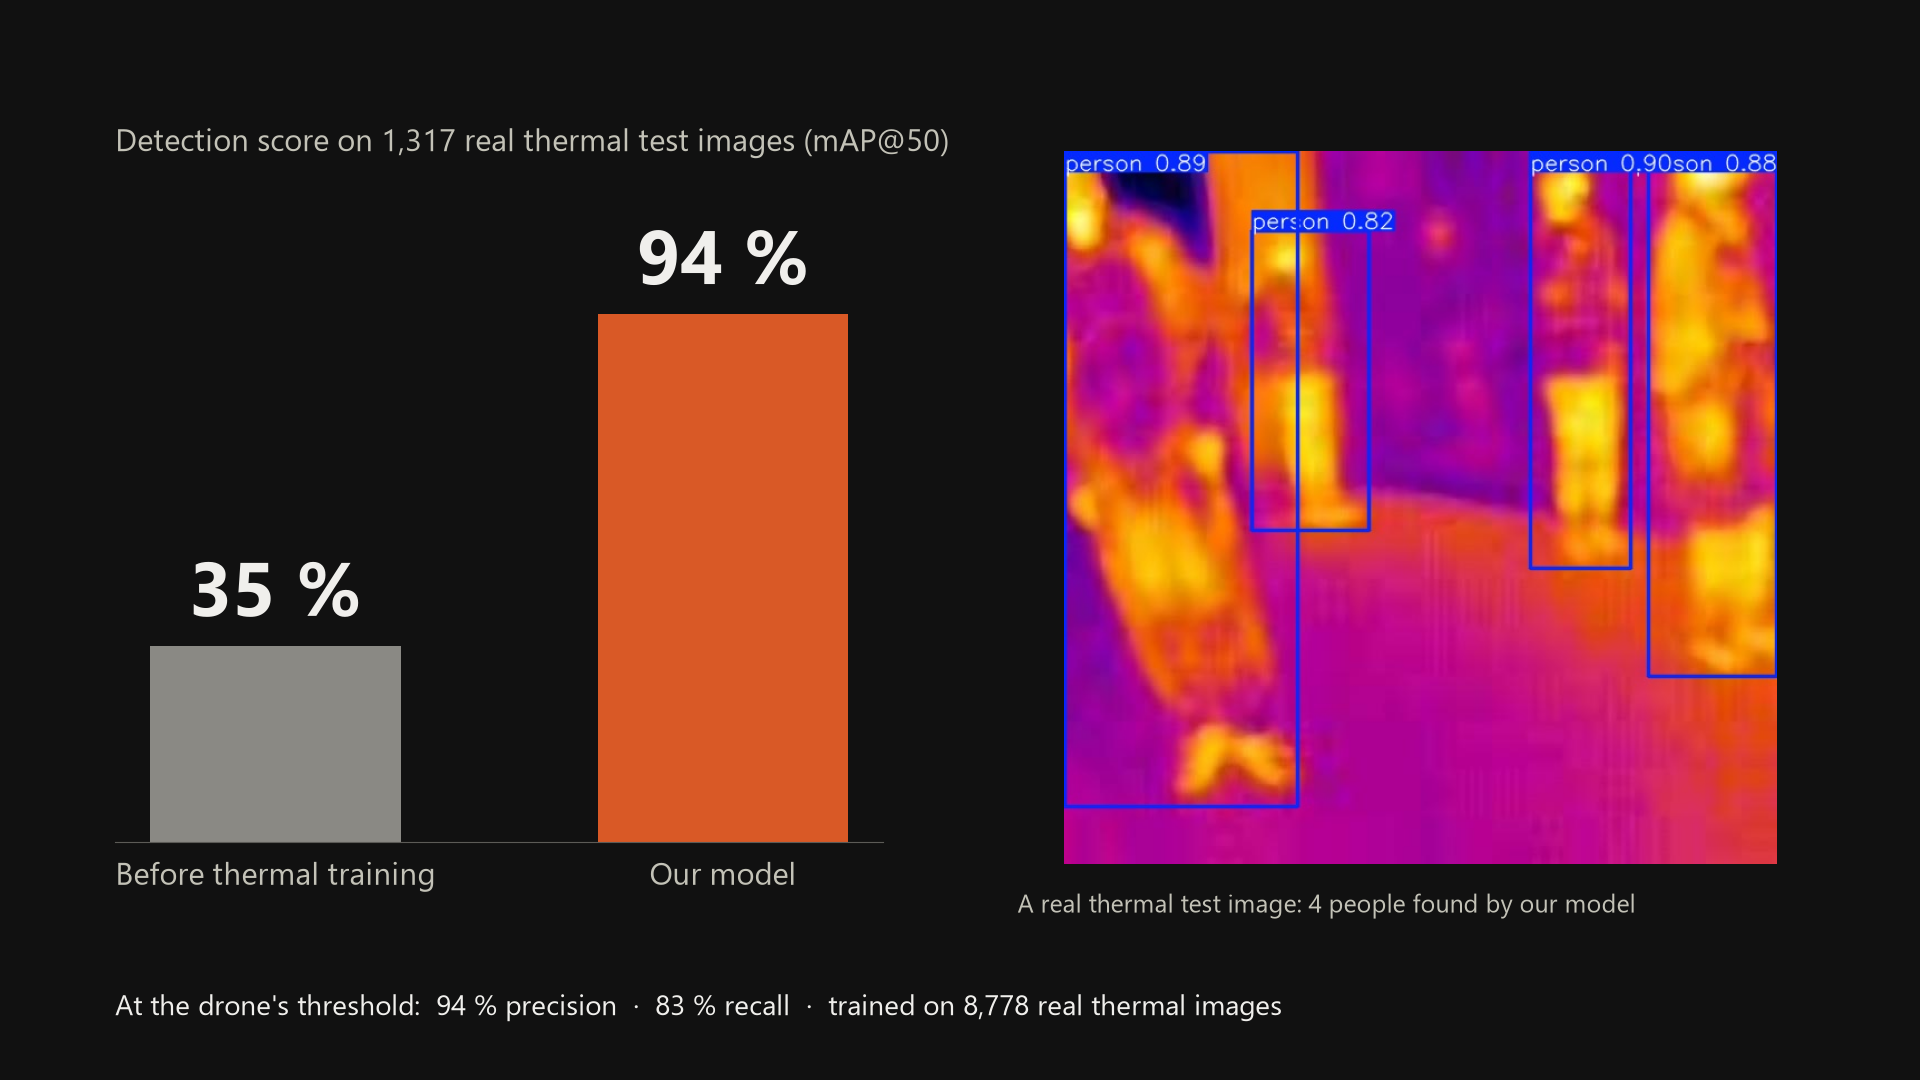 Detection score on 1,317 real thermal test images (mAP@50)
94 %
35 %
Before thermal training
Our model
person 0.89
person 0.82
person 0.90
son 0.88
A real thermal test image: 4 people found by our model
At the drone's threshold: 94 % precision · 83 % recall · trained on 8,778 real thermal images